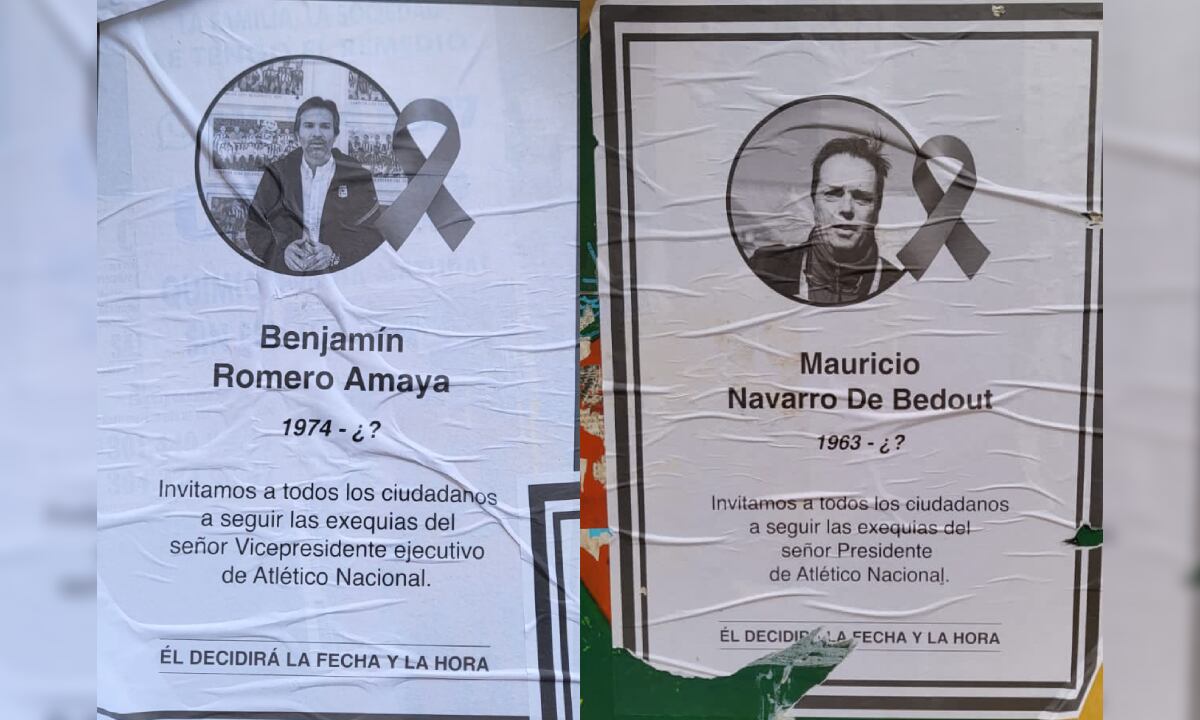 Benjamín
Romero Amaya
1974 - ¿?
Invitamos a todos los ciudadanos
a seguir las exequias del
señor Vicepresidente ejecutivo
de Atlético Nacional.
ÉL DECIDIRÁ LA FECHA Y LA HORA
Mauricio
Navarro De Bedout
1963 - ¿?
Invitamos a todos los ciudadanos
a seguir las exequias del
señor Presidente
de Atlético Nacional.
ÉL DECIDIRÁ LA FECHA Y LA HORA